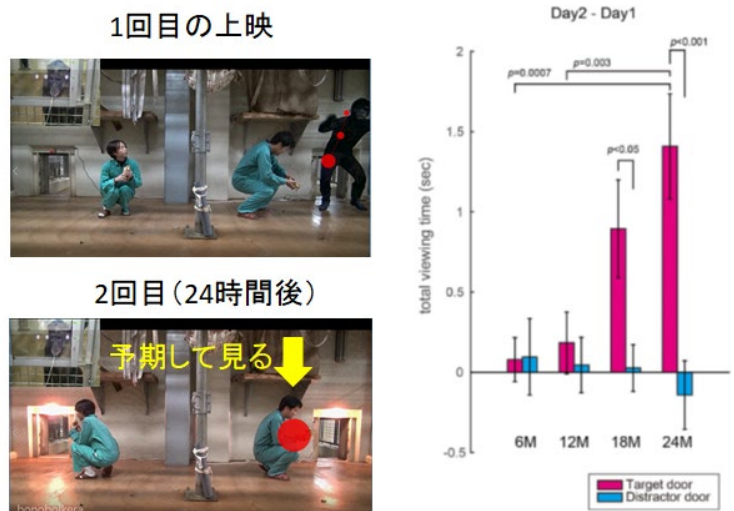 1回目の上映
2回目（24時間後）
予期して見る
Day2 - Day1
total viewing time (sec)
2
1.5
1
0.5
0
-0.5
p<0.001
p=0.003
p=0.0007
p<0.05
6M
12M
18M
24M
Target door
Distractor door